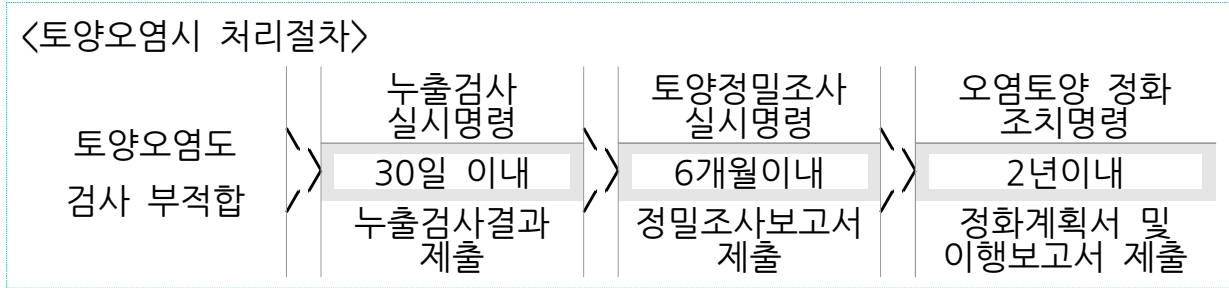 <토양오염시 처리절차>
토양오염도
검사 부적합
누출검사
실시명령
30일 이내
누출검사결과
제출
토양정밀조사
실시명령
6개월이내
정밀조사보고서
제출
오염토양 정화
조치명령
2년이내
정화계획서 및
이행보고서 제출